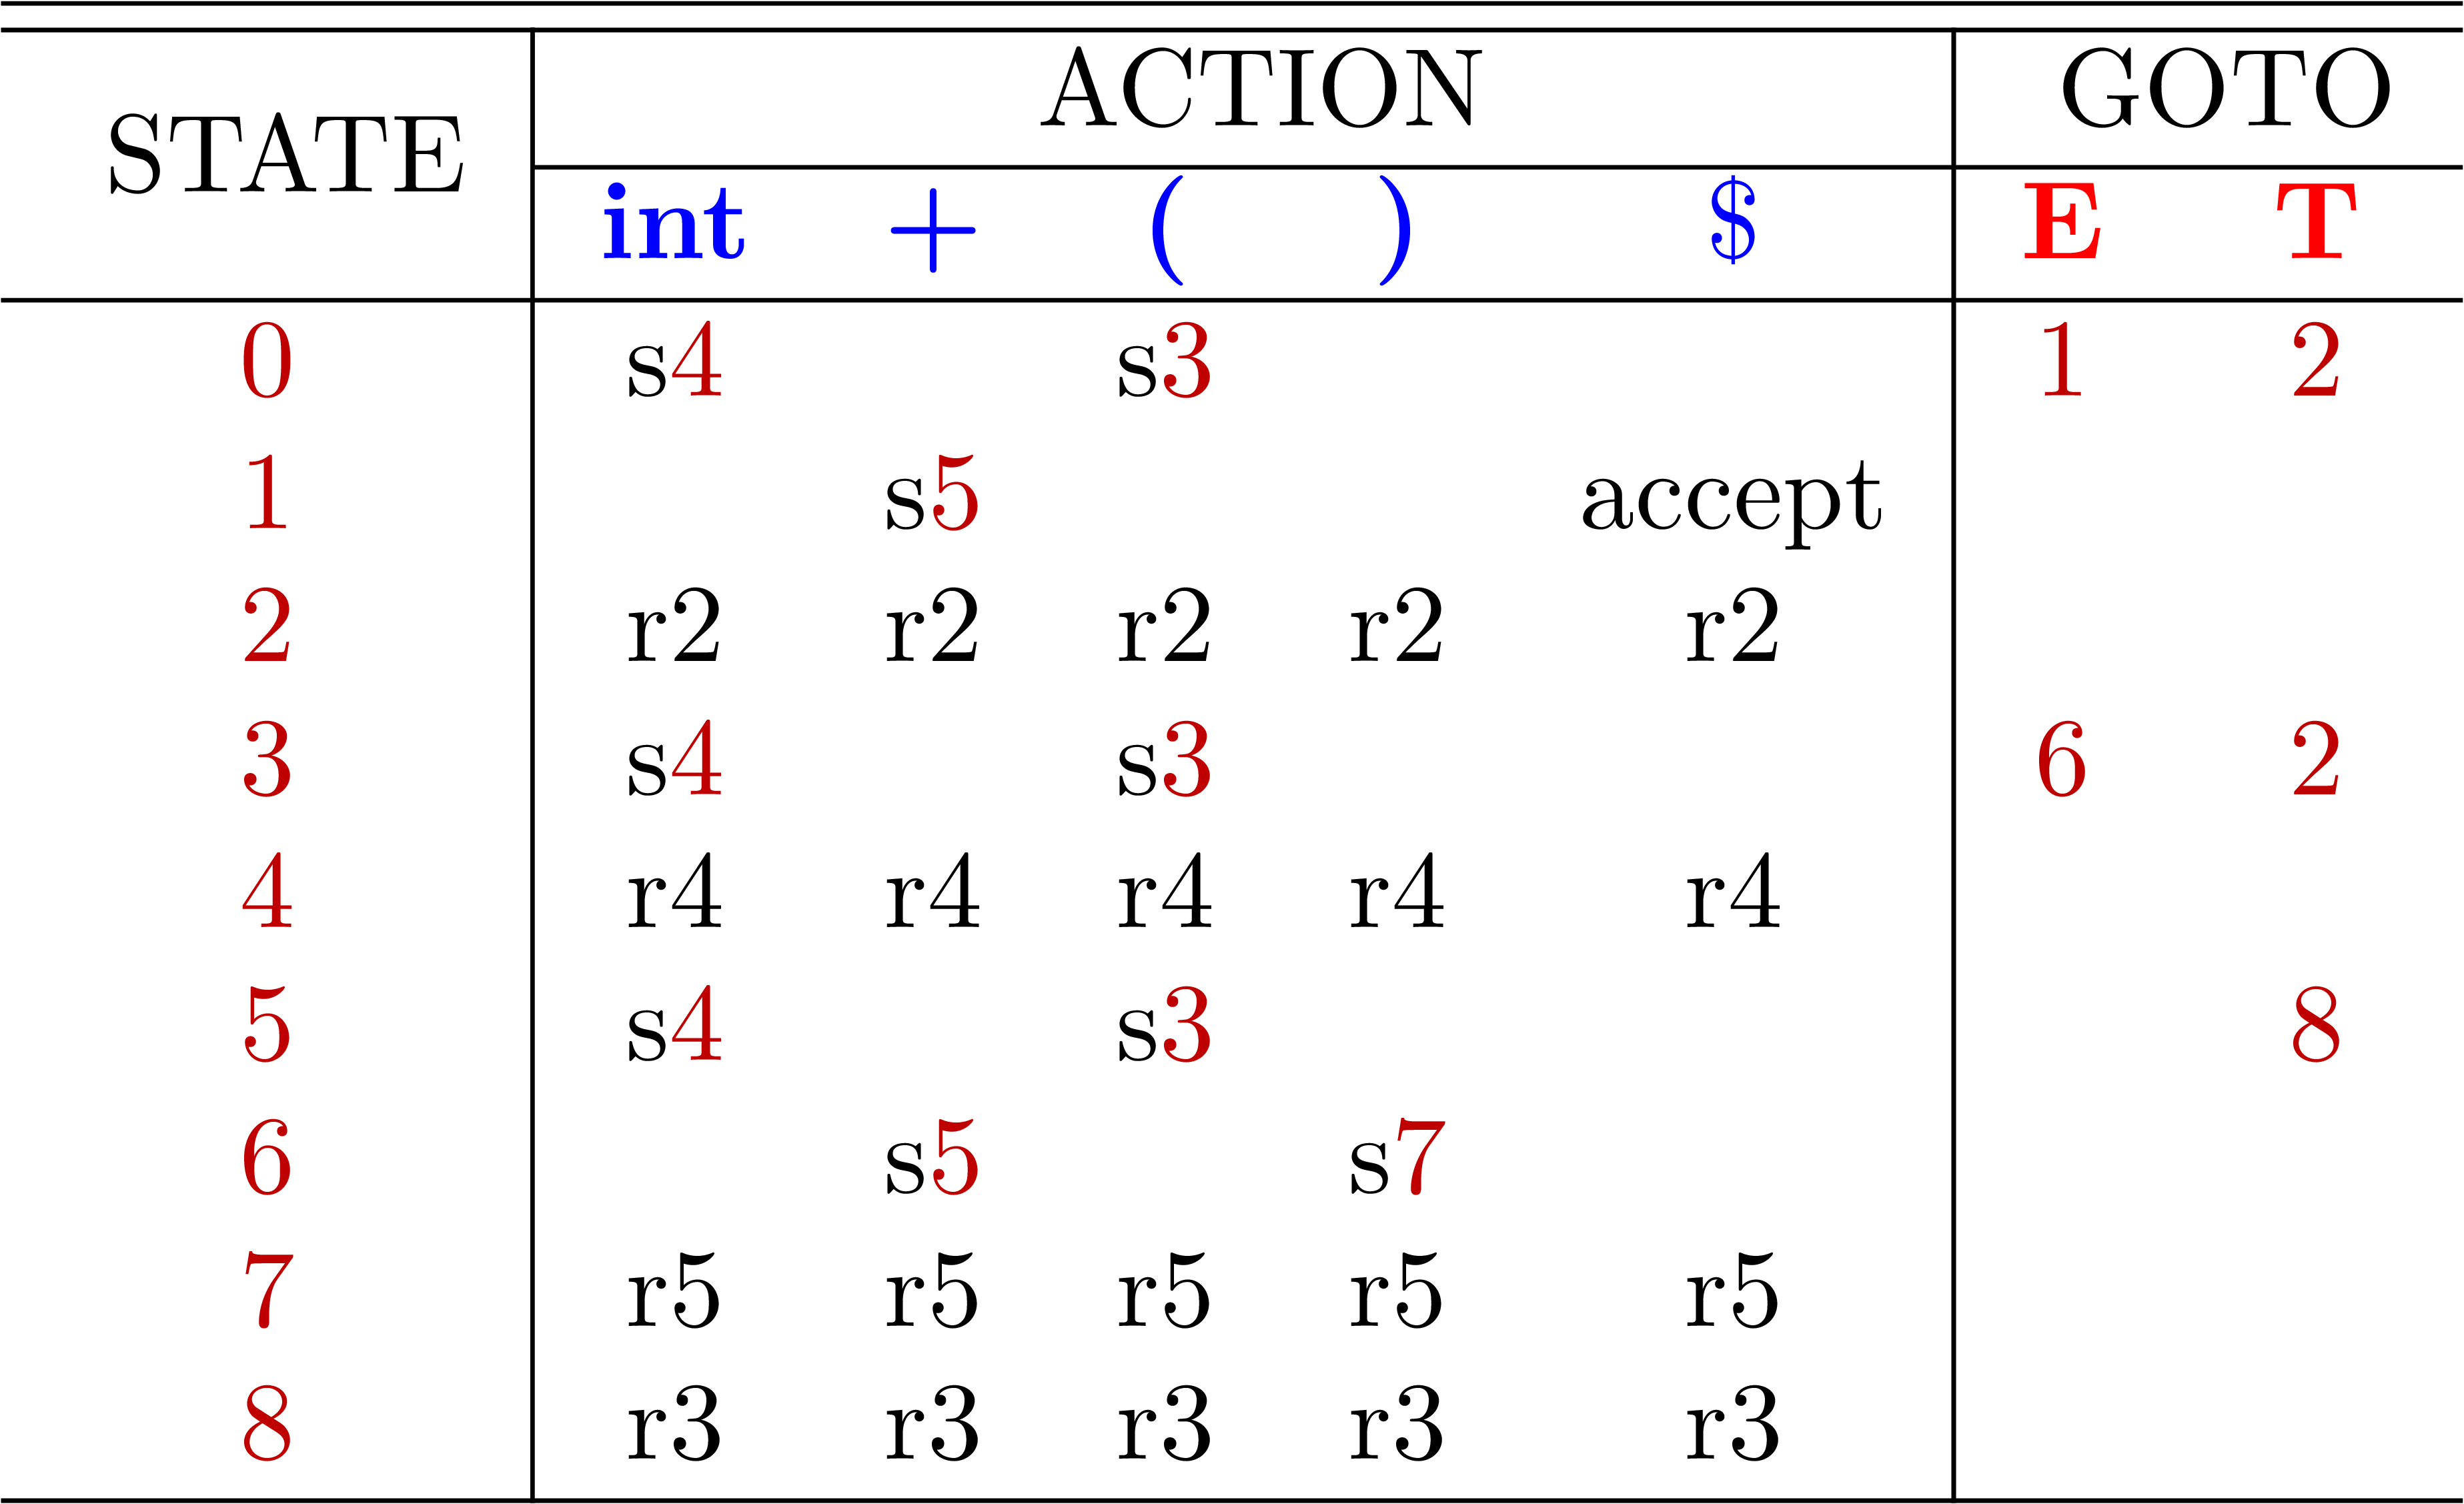 STATE ACTION GOTO
int + ( ) $ E T
0 s4 s3 1 2
1 s5 accept
2 r2 r2 r2 r2 r2
3 s4 s3 6 2
4 r4 r4 r4 r4 r4
5 s4 s3 8
6 s5 s7
7 r5 r5 r5 r5 r5
8 r3 r3 r3 r3 r3